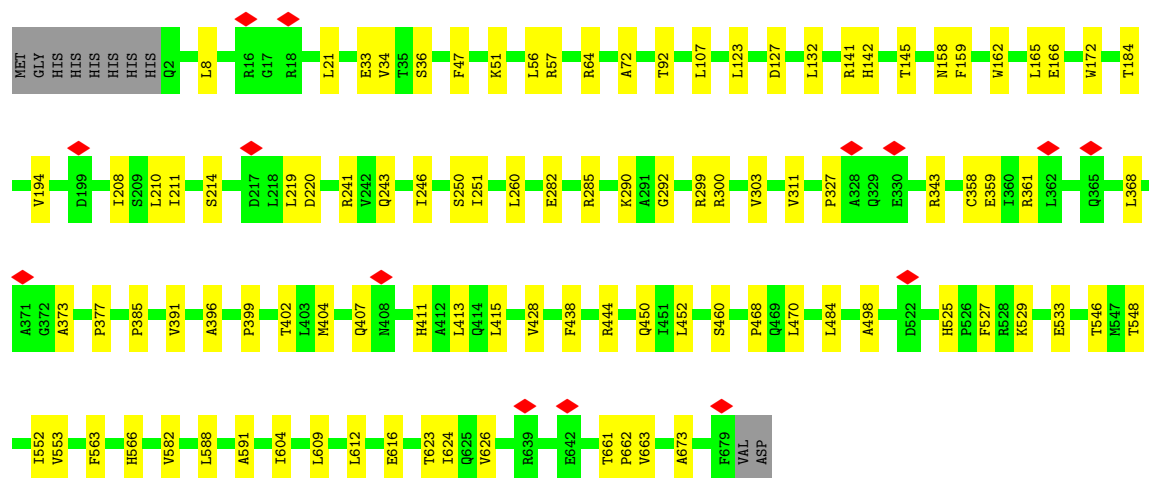 MET GLY HIS HIS HIS HIS HIS HIS Q2 L8 R16 G17 R18 L21 E33 V34 T35 S36 F47 K51 L56 R57 R64 A72 T92 L107 L123 D127 L132 R141 H142 T145 N158 F159 W162 L165 E166 W172 T184
V194 D199 I208 S209 L210 I211 S214 D217 L218 L219 D220 R241 V242 Q243 I246 S250 I251 L260 E282 R285 K290 A291 G292 R299 R300 V303 V311 P327 A328 Q329 E330 R343 C358 E359 I360 R361 L362 Q365 L368
A371 G372 A373 P377 P385 V391 A396 P399 T402 L403 M404 Q407 N408 H411 A412 L413 Q414 L415 V428 F438 R444 Q450 I451 L452 S460 P468 Q469 L470 L484 A498 D522 H525 P526 F527 R528 K529 E533 T546 M547 T548
I552 V553 F563 H566 V582 L588 A591 I604 L609 L612 E616 T623 I624 Q625 V626 R639 E642 T661 P662 V663 A673 F679 VAL ASP